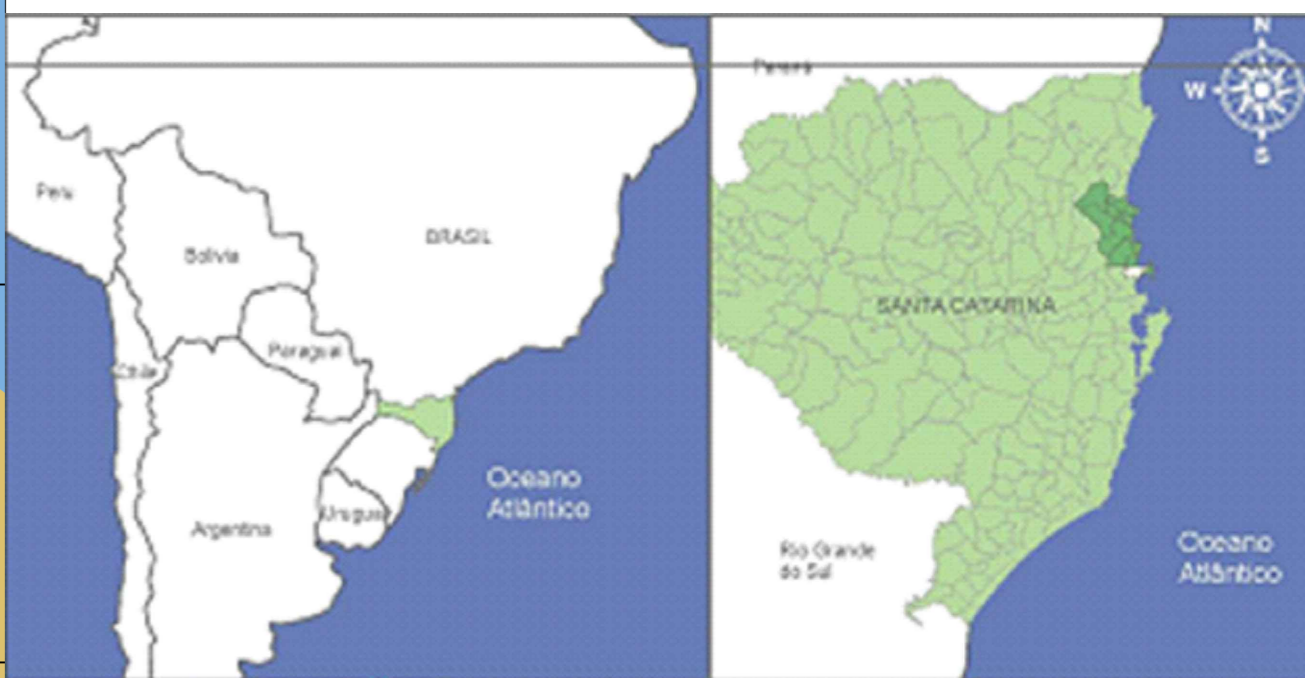 Peru
Bolivia
BRASIL
Paraguai
Chile
Argentina
Uruguai
Oceano
Atlântico
Paraná
N
W
S
SANTA CATARINA
Rio Grande
do Sul
Oceano
Atlântico